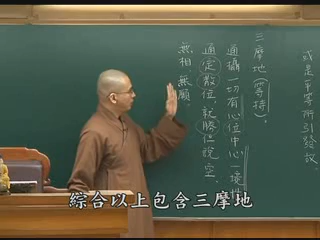 或是平等所引發故。
三摩地(等持)。
通攝一切有心位中心一境性
通定散位,就勝但說空、
無相、無願。
綜合以上包含三摩地